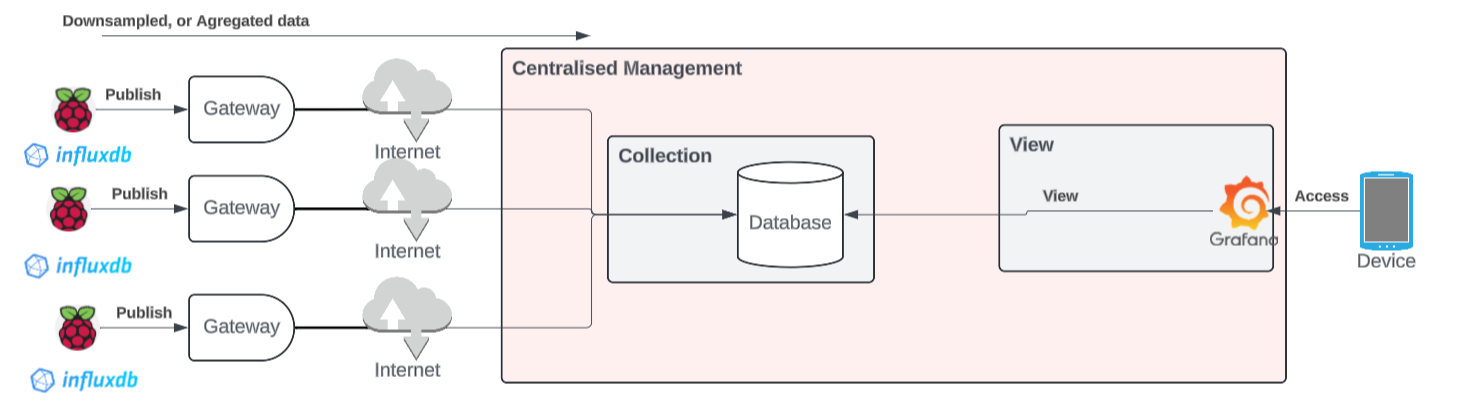 Downsampled, or Agregated data
Centralised Management
Publish
Gateway
Internet
influxdb
Publish
Gateway
Internet
influxdb
Publish
Gateway
Internet
influxdb
Collection
Database
View
View
Grafana
Access
Device